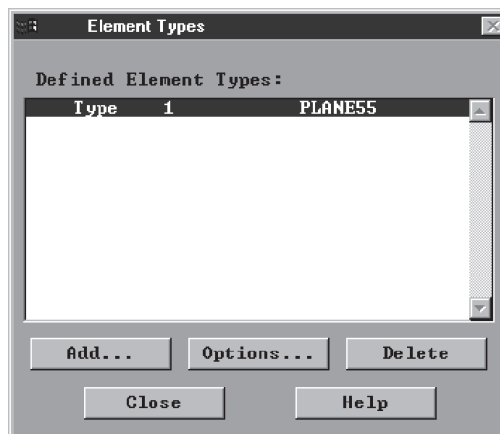 Element Types
Defined Element Types:
Type 1 PLANE55
Add... Options... Delete
Close Help